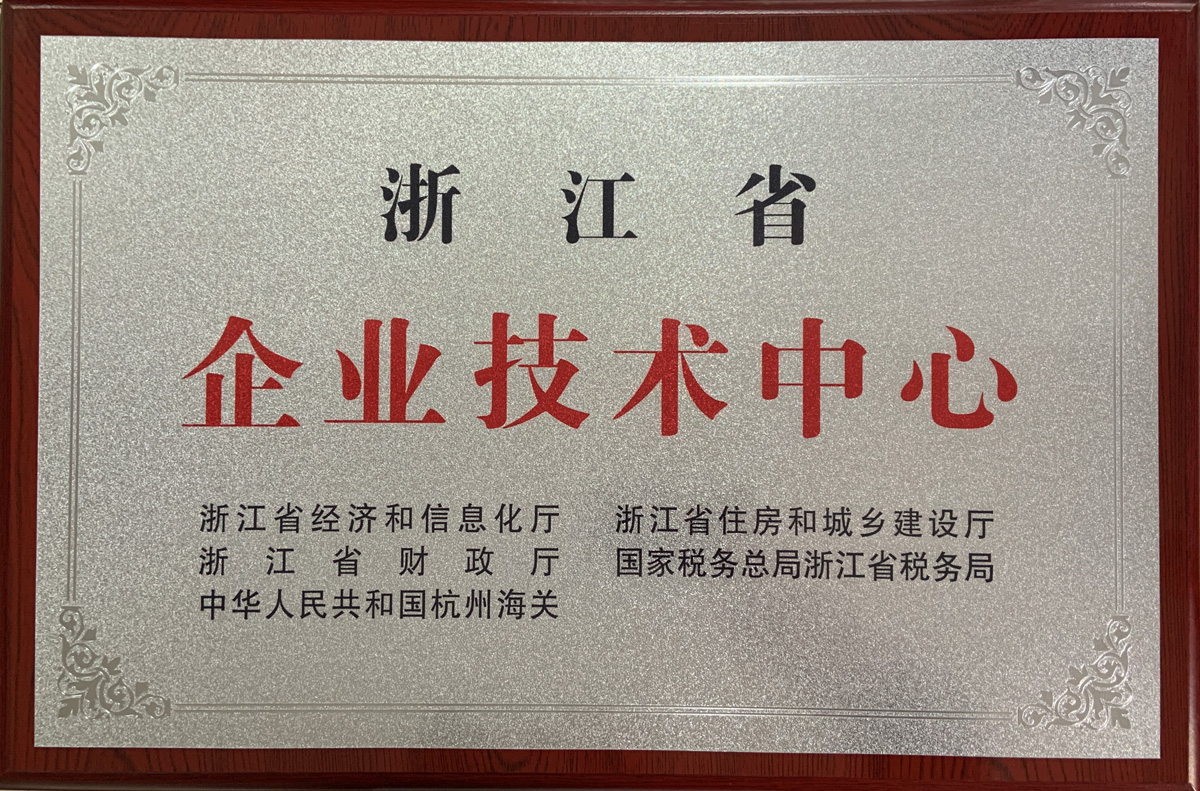 浙江省
企业技术中心
浙江省经济和信息化厅
浙江省财政厅
中华人民共和国杭州海关
浙江省住房和城乡建设厅
国家税务总局浙江省税务局